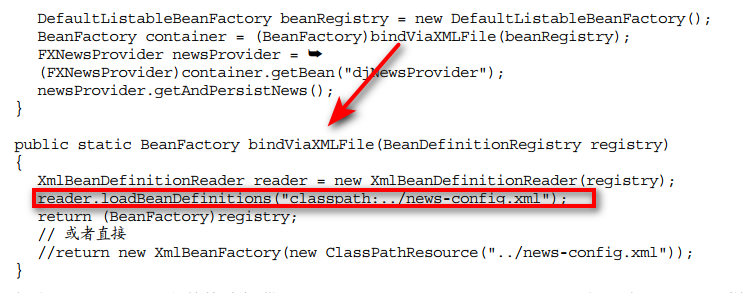 DefaultListableBeanFactory beanRegistry = new DefaultListableBeanFactory();
BeanFactory container = (BeanFactory)bindViaXMLFile(beanRegistry);
FXNewsProvider newsProvider = ➥
(FXNewsProvider)container.getBean("djNewsProvider");
newsProvider.getAndPersistNews();
}
public static BeanFactory bindViaXMLFile(BeanDefinitionRegistry registry)
{
XmlBeanDefinitionReader reader = new XmlBeanDefinitionReader(registry);
reader.loadBeanDefinitions("classpath:../news-config.xml");
return (BeanFactory)registry;
// 或者直接
//return new XmlBeanFactory(new ClassPathResource("../news-config.xml"));
}